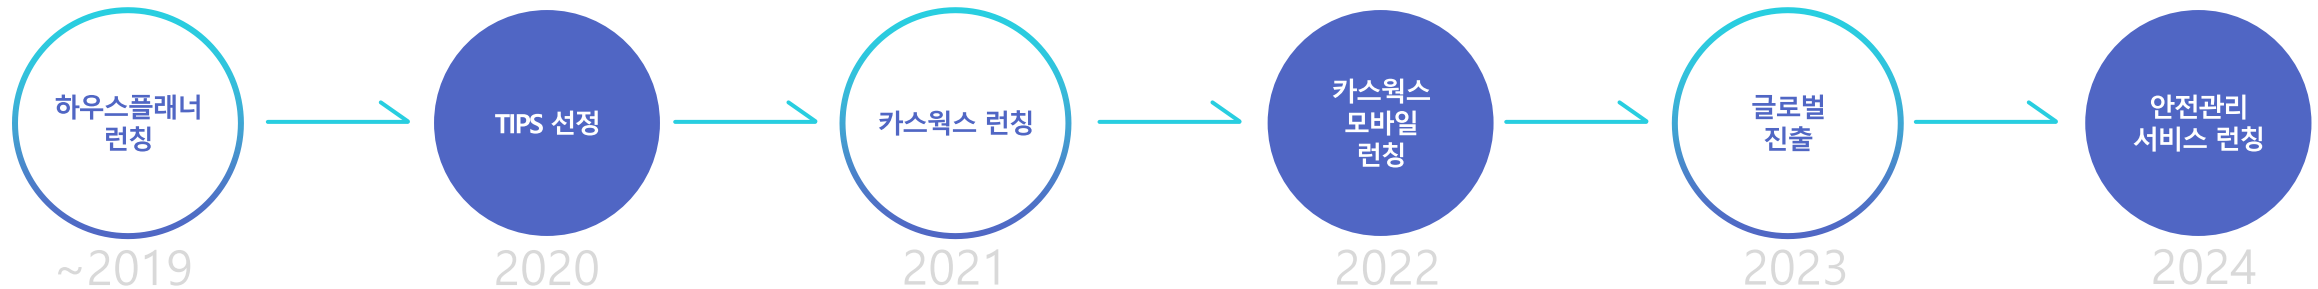 하우스플래너
런칭
TIPS 선정
카스웍스 런칭
카스웍스
모바일
런칭
글로벌
진출
안전관리
서비스 런칭
~2019
2020
2021
2022
2023
2024